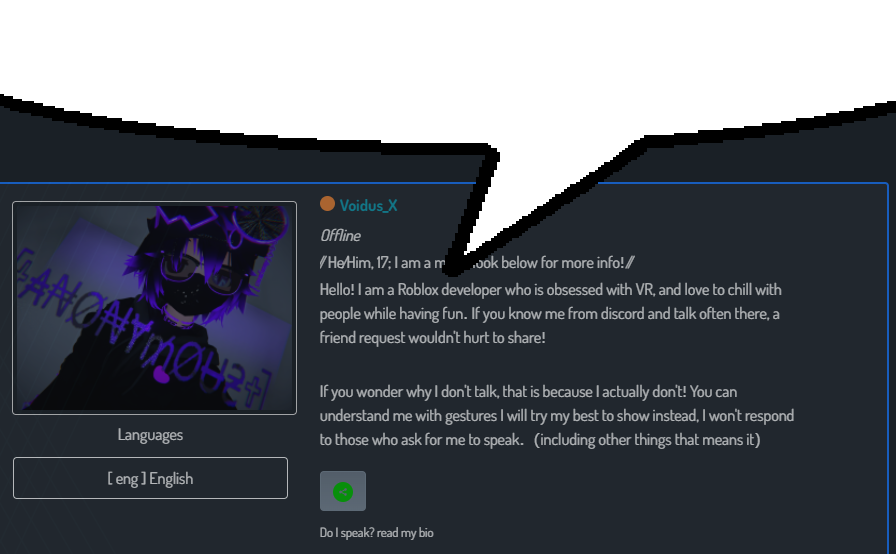 Voidus_X
Offline
// He/Him, 17; I am a m ook below for more info! //
Hello! I am a Roblox developer who is obsessed with VR, and love to chill with
people while having fun. If you know me from discord and talk often there, a
friend request wouldn't hurt to share!
If you wonder why I don't talk, that is because I actually don't! You can
understand me with gestures I will try my best to show instead, I won't respond
to those who ask for me to speak. (including other things that means it)
Do I speak? read my bio
Languages
[ eng ] English